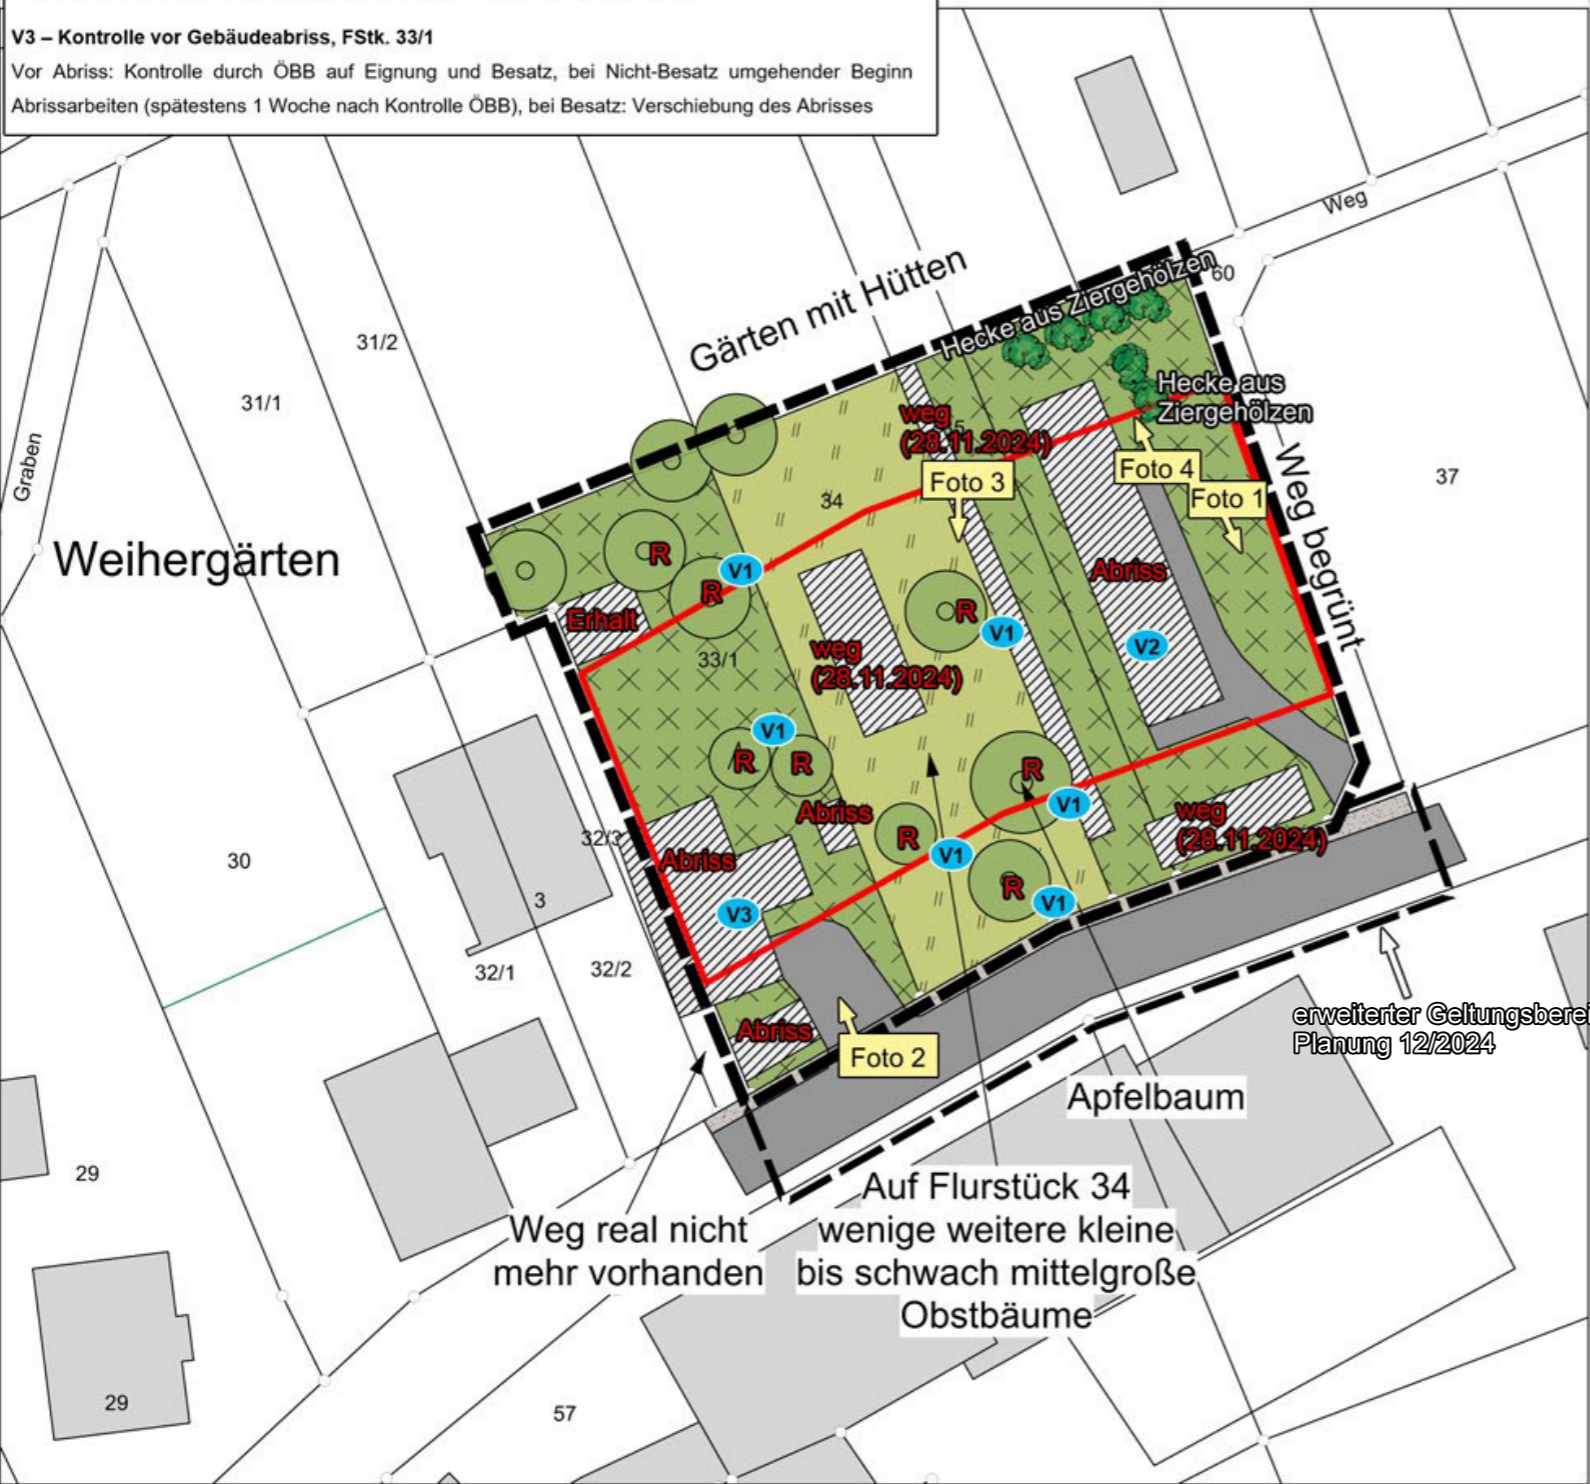 V3 – Kontrolle vor Gebäudeabriss, FStk. 33/1
Vor Abriss: Kontrolle durch ÖBB auf Eignung und Besatz, bei Nicht-Besatz umgehender Beginn
Abrissarbeiten (spätestens 1 Woche nach Kontrolle ÖBB), bei Besatz: Verschiebung des Abrisses
Weg
Gärten mit Hütten
Hecke aus Ziergehölzen
60
31/2
31/1
Hecke aus
Ziergehölzen
weg
(28.11.2024)
Graben
Foto 3
Foto 4
Foto 1
37
34
Weg begrünt
Weihergärten
R
V1
R
Abriss
Erhalt
R
V1
V2
weg
(28.11.2024)
33/1
V1
R
R
R
V1
Abriss
weg
(28.11.2024)
32/3
R
V1
30
Abriss
3
R
V1
V3
32/1
32/2
erweiterter Geltungsberei
Planung 12/2024
Abriss
Foto 2
Apfelbaum
29
Auf Flurstück 34
wenige weitere kleine
bis schwach mittelgroße
Obstbäume
Weg real nicht
mehr vorhanden
29
57